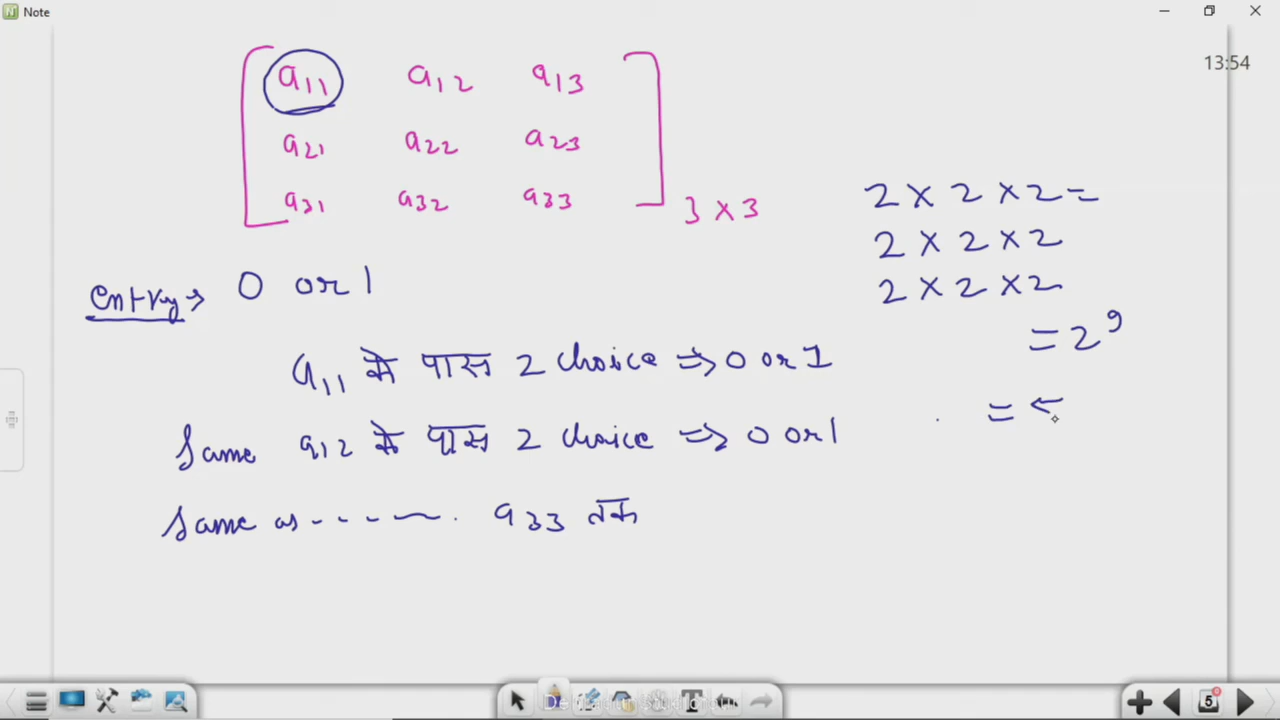 Note
13:54
a11 a12 a13
a21 a22 a23
a31 a32 a33
3 x 3
2 x 2 x 2 =
2 x 2 x 2
2 x 2 x 2
= 2^9
= 5
Entry → 0 or 1
a11 के पास 2 choice ⇒ 0 or 1
Same a12 के पास 2 choice ⇒ 0 or 1
Same as - - - - . a33 तक
5